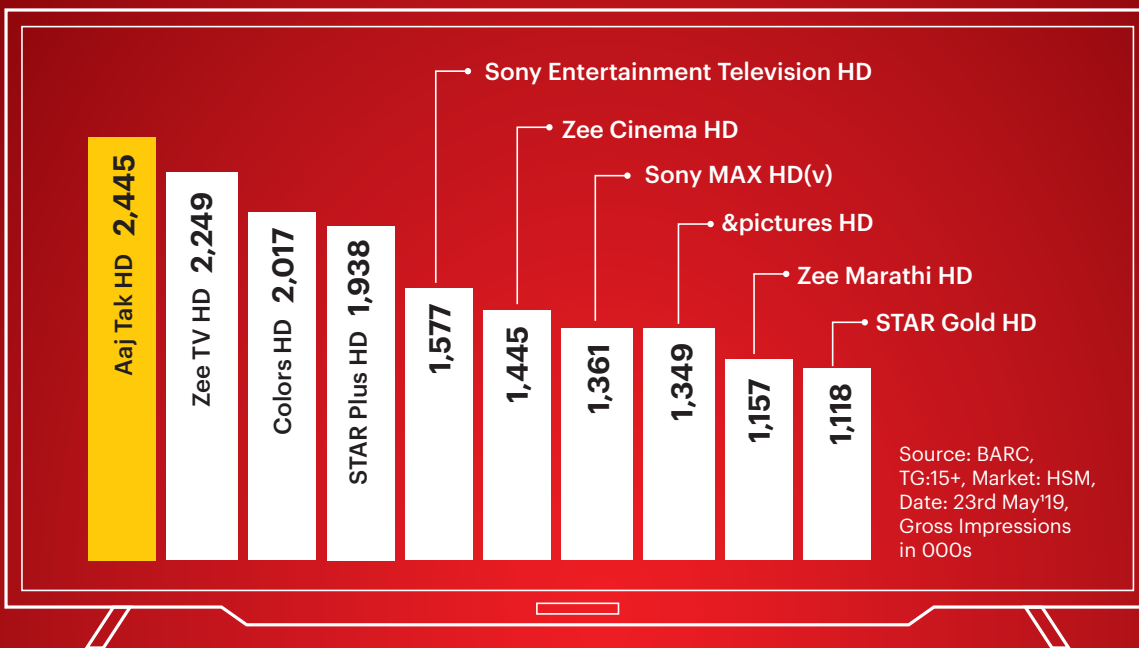 Sony Entertainment Television HD
Zee Cinema HD
Sony MAX HD(v)
&pictures HD
Zee Marathi HD
STAR Gold HD
Aaj Tak HD 2,445
Zee TV HD 2,249
Colors HD 2,017
STAR Plus HD 1,938
1,577
1,445
1,361
1,349
1,157
1,118
Source: BARC,
TG:15+, Market: HSM,
Date: 23rd May'19,
Gross Impressions
in 000s